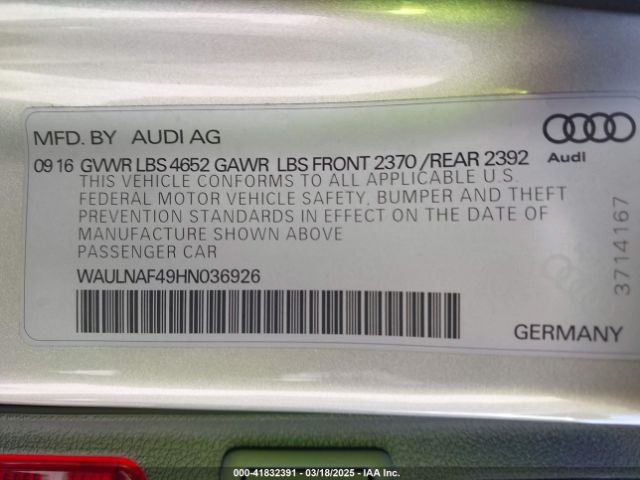 MFD. BY AUDI AG
Audi
09 16 GVWR LBS 4652 GAWR LBS FRONT 2370 /REAR 2392
THIS VEHICLE CONFORMS TO ALL APPLICABLE U.S.
FEDERAL MOTOR VEHICLE SAFETY, BUMPER AND THEFT
PREVENTION STANDARDS IN EFFECT ON THE DATE OF
MANUFACTURE SHOWN ABOVE
PASSENGER CAR
WAULNAF49HN036926
3714167
GERMANY
000-41832391 - 03/18/2025 - IAA Inc.